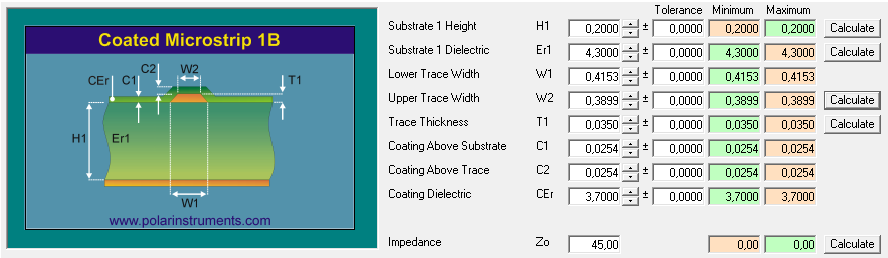 Coated Microstrip 1B
CEr C1 C2 W2 T1
H1 Er1
W1
www.polarinstruments.com
Tolerance Minimum Maximum
Substrate 1 Height H1 0,2000 ± 0,0000 0,2000 0,2000 Calculate
Substrate 1 Dielectric Er1 4,3000 ± 0,0000 4,3000 4,3000 Calculate
Lower Trace Width W1 0,4153 ± 0,0000 0,4153 0,4153
Upper Trace Width W2 0,3899 ± 0,0000 0,3899 0,3899 Calculate
Trace Thickness T1 0,0350 ± 0,0000 0,0350 0,0350 Calculate
Coating Above Substrate C1 0,0254 ± 0,0000 0,0254 0,0254
Coating Above Trace C2 0,0254 ± 0,0000 0,0254 0,0254
Coating Dielectric CEr 3,7000 ± 0,0000 3,7000 3,7000
Impedance Zo 45,00 0,00 0,00 Calculate